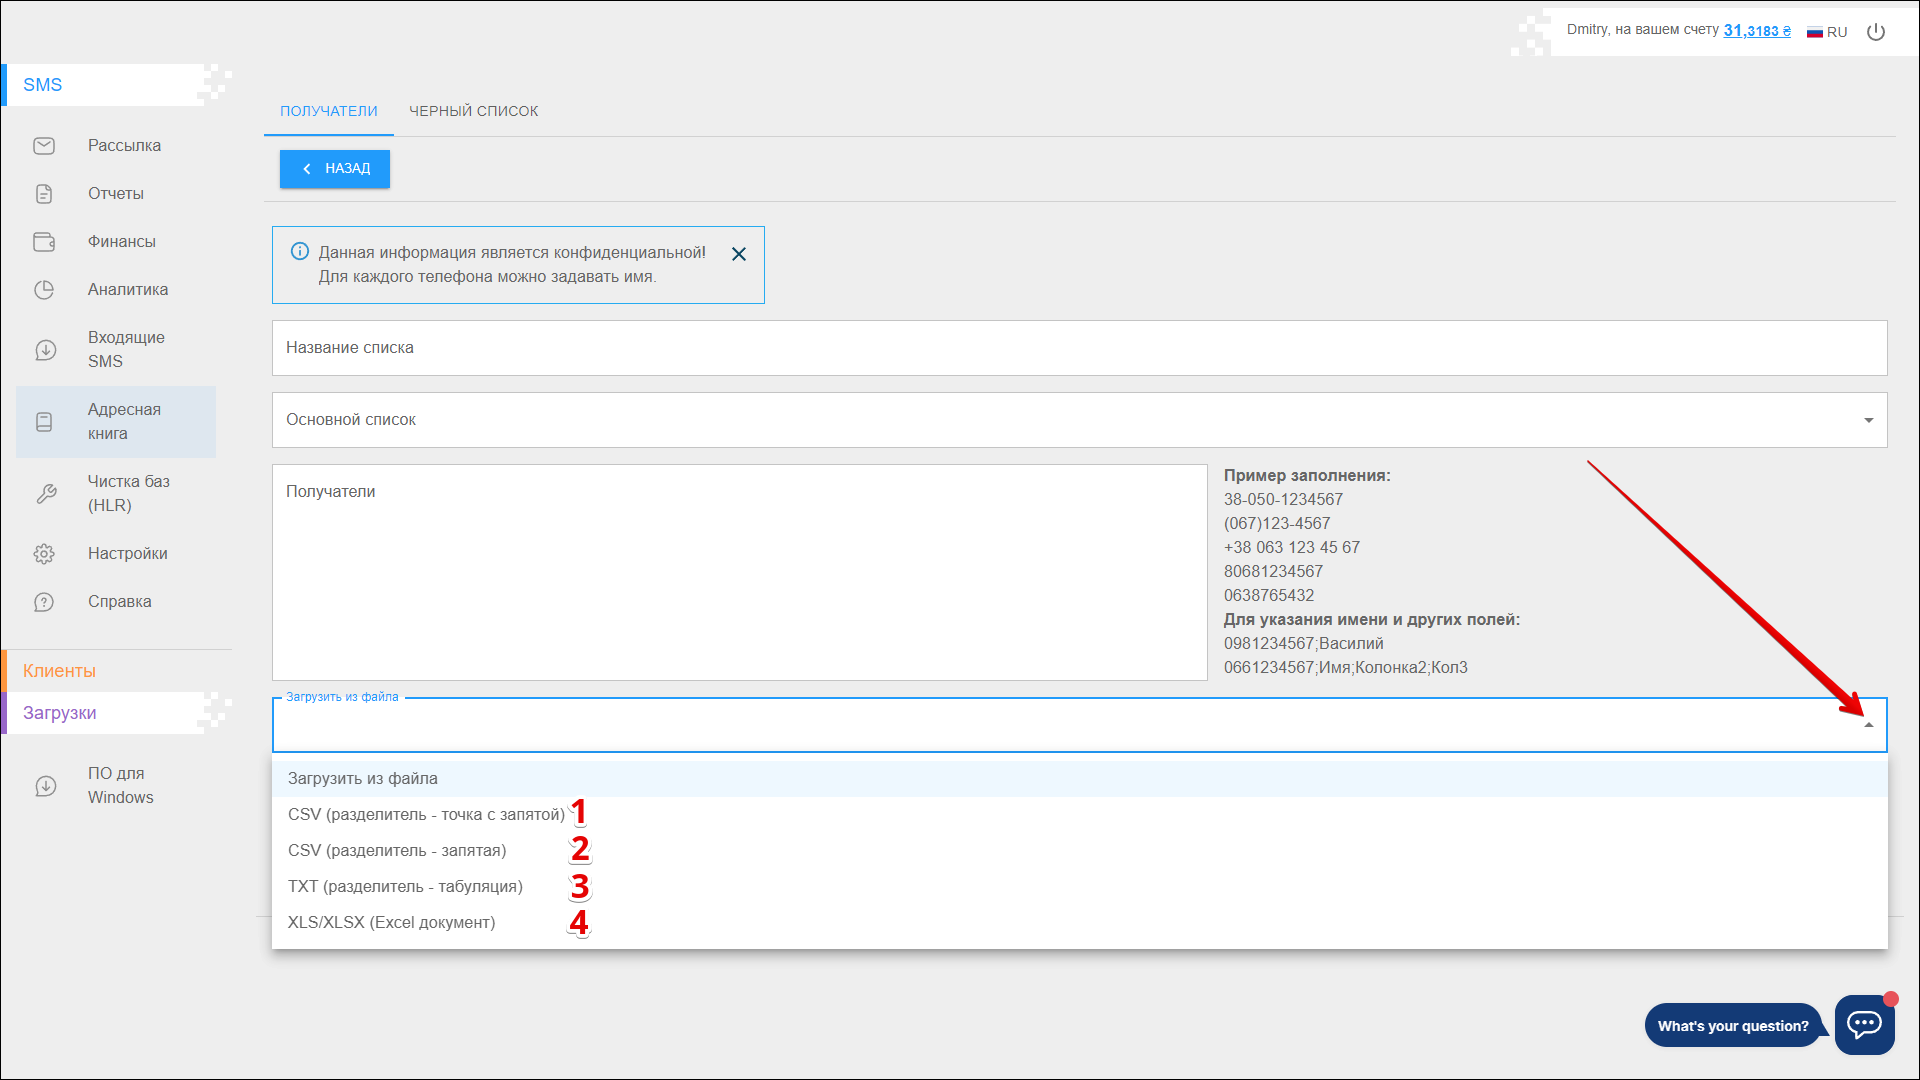 Dmitry, на вашем счету 31,3183 ₴ RU
SMS
Рассылка
Отчеты
Финансы
Аналитика
Входящие
SMS
Адресная
книга
Чистка баз
(HLR)
Настройки
Справка
Клиенты
Загрузки
ПО для
Windows
ПОЛУЧАТЕЛИ ЧЕРНЫЙ СПИСОК
НАЗАД
Данная информация является конфиденциальной!
Для каждого телефона можно задавать имя.
Название списка
Основной список
Получатели
Пример заполнения:
38-050-1234567
(067)123-4567
+38 063 123 45 67
80681234567
0638765432
Для указания имени и других полей:
0981234567;Василий
0661234567;Имя;Колонка2;Кол3
Загрузить из файла
Загрузить из файла
CSV (разделитель - точка с запятой) 1
CSV (разделитель - запятая) 2
TXT (разделитель - табуляция) 3
XLS/XLSX (Excel документ) 4
What's your question?